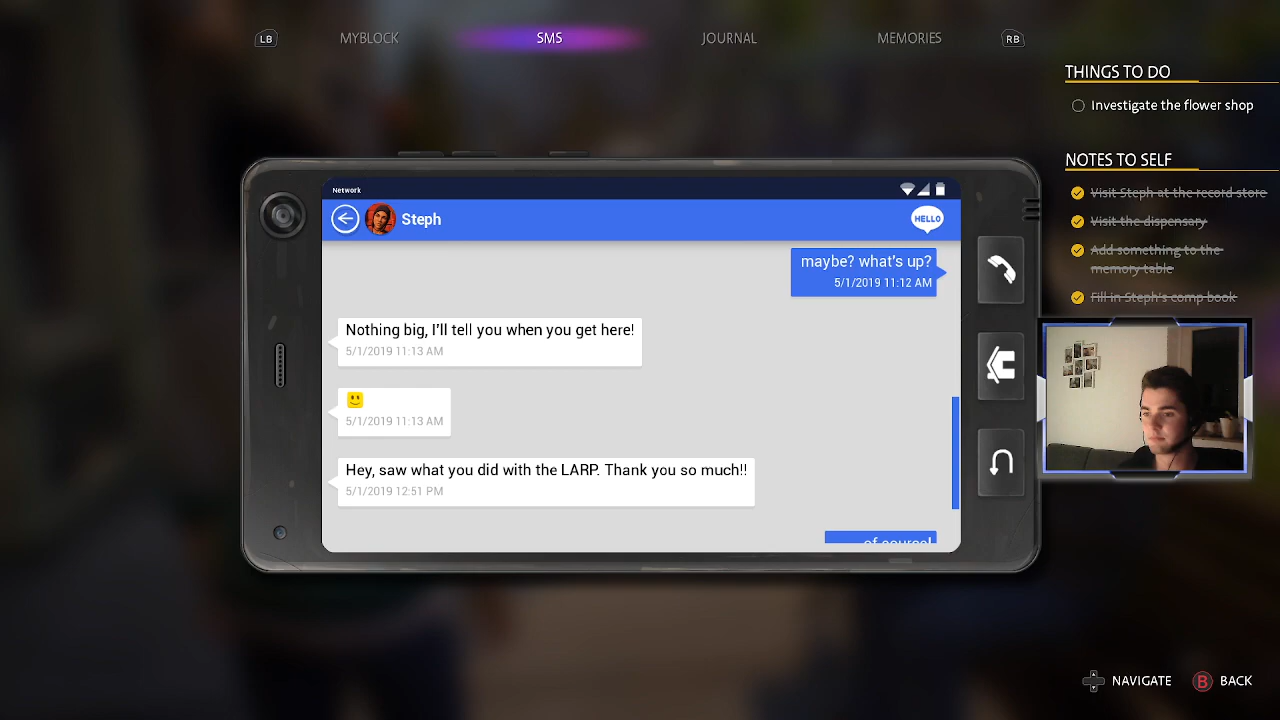 LB
MYBLOCK
SMS
JOURNAL
MEMORIES
RB
THINGS TO DO
Investigate the flower shop
NOTES TO SELF
Visit Steph at the record store
Visit the dispensary
Add something to the
memory table
Fill in Steph's comp book
Network
Steph
HELLO
maybe? what's up?
5/1/2019 11:12 AM
Nothing big, I'll tell you when you get here!
5/1/2019 11:13 AM
5/1/2019 11:13 AM
Hey, saw what you did with the LARP. Thank you so much!!
5/1/2019 12:51 PM
of course!
NAVIGATE
B BACK